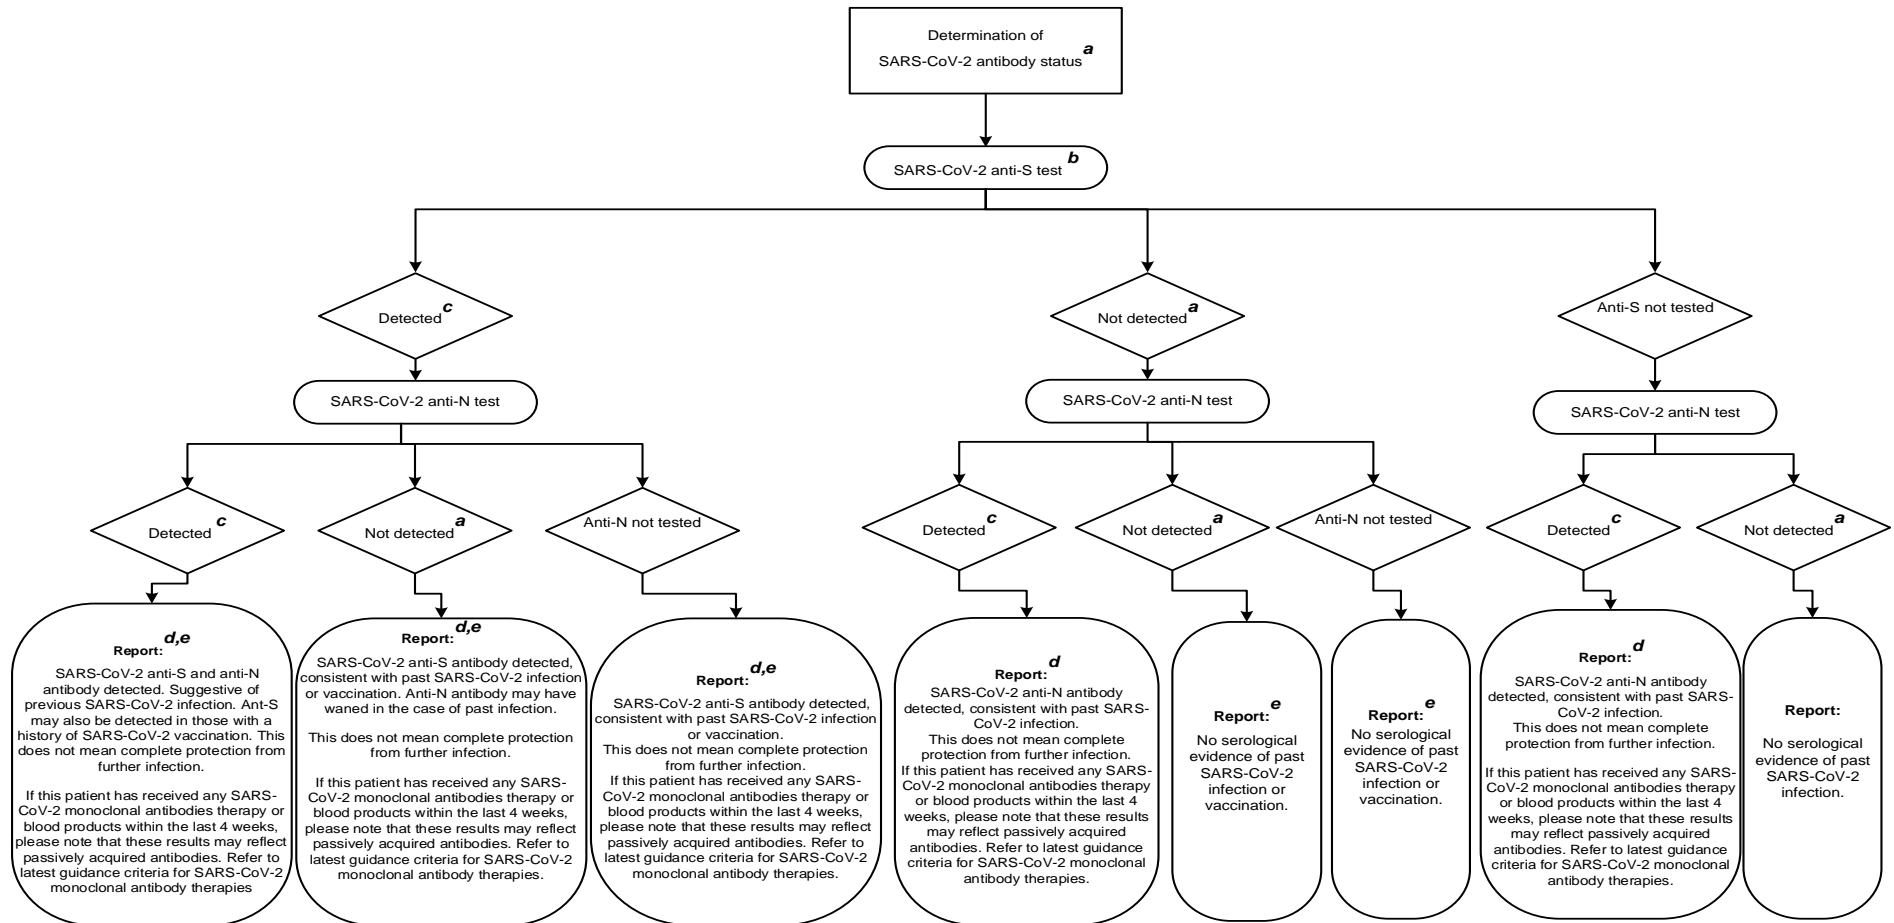 Determination of
SARS-CoV-2 antibody status a
SARS-CoV-2 anti-S test b
Detected c
Not detected a
Anti-S not tested
SARS-CoV-2 anti-N test
SARS-CoV-2 anti-N test
SARS-CoV-2 anti-N test
Detected c
Not detected a
Anti-N not tested
Detected c
Not detected a
Anti-N not tested
Detected c
Not detected a
Report: d,e
SARS-CoV-2 anti-S and anti-N
antibody detected. Suggestive of
previous SARS-CoV-2 infection. Ant-S
may also be detected in those with a
history of SARS-CoV-2 vaccination. This
does not mean complete protection from
further infection.
If this patient has received any SARS-
CoV-2 monoclonal antibodies therapy or
blood products within the last 4 weeks,
please note that these results may reflect
passively acquired antibodies. Refer to
latest guidance criteria for SARS-CoV-2
monoclonal antibody therapies
Report: d,e
SARS-CoV-2 anti-S antibody detected,
consistent with past SARS-CoV-2 infection
or vaccination. Anti-N antibody may have
waned in the case of past infection.
This does not mean complete protection
from further infection.
If this patient has received any SARS-
CoV-2 monoclonal antibodies therapy or
blood products within the last 4 weeks,
please note that these results may reflect
passively acquired antibodies. Refer to
latest guidance criteria for SARS-CoV-2
monoclonal antibody therapies.
Report: d,e
SARS-CoV-2 anti-S antibody detected,
consistent with past SARS-CoV-2 infection
or vaccination.
This does not mean complete protection
from further infection.
If this patient has received any SARS-
CoV-2 monoclonal antibodies therapy or
blood products within the last 4 weeks,
please note that these results may reflect
passively acquired antibodies. Refer to
latest guidance criteria for SARS-CoV-2
monoclonal antibody therapies.
Report: d
SARS-CoV-2 anti-N antibody
detected, consistent with past SARS-
CoV-2 infection.
This does not mean complete
protection from further infection.
If this patient has received any SARS-
CoV-2 monoclonal antibodies therapy
or blood products within the last 4
weeks, please note that these results
may reflect passively acquired
antibodies. Refer to latest guidance
criteria for SARS-CoV-2 monoclonal
antibody therapies.
Report: e
No serological
evidence of past
SARS-CoV-2
infection or
vaccination.
Report: e
No serological
evidence of past
SARS-CoV-2
infection or
vaccination.
Report: d
SARS-CoV-2 anti-N antibody
detected, consistent with past SARS-
CoV-2 infection.
This does not mean complete
protection from further infection.
If this patient has received any SARS-
CoV-2 monoclonal antibodies therapy
or blood products within the last 4
weeks, please note that these results
may reflect passively acquired
antibodies. Refer to latest guidance
criteria for SARS-CoV-2 monoclonal
antibody therapies.
Report:
No serological
evidence of past
SARS-CoV-2
infection.